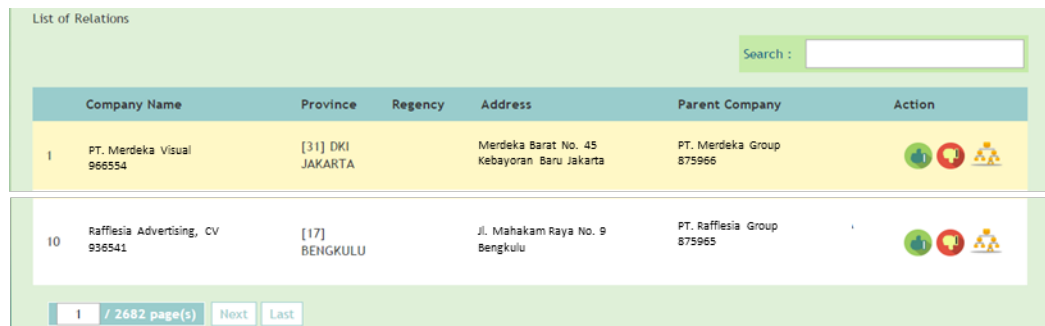 List of Relations
Search :
Company Name Province Regency Address Parent Company Action
1 PT. Merdeka Visual 966554 [31] DKI JAKARTA Merdeka Barat No. 45 Kebayoran Baru Jakarta PT. Merdeka Group 875966
10 Rafflesia Advertising, CV 936541 [17] BENGKULU Jl. Mahakam Raya No. 9 Bengkulu PT. Rafflesia Group 875965
1 / 2682 page(s) Next Last